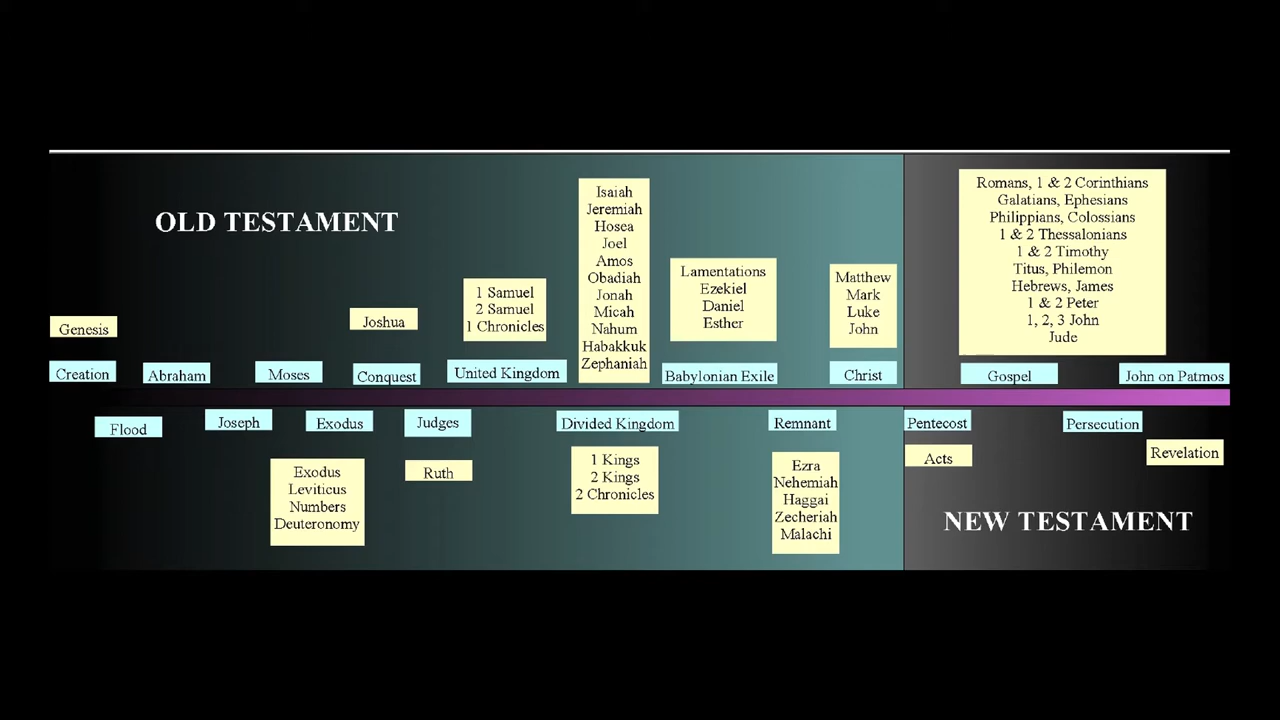 OLD TESTAMENT
Genesis
Creation
Abraham
Moses
Joshua
Conquest
1 Samuel
2 Samuel
1 Chronicles
United Kingdom
Isaiah
Jeremiah
Hosea
Joel
Amos
Obadiah
Jonah
Micah
Nahum
Habakkuk
Zephaniah
Lamentations
Ezekiel
Daniel
Esther
Babylonian Exile
Matthew
Mark
Luke
John
Christ
Romans, 1 & 2 Corinthians
Galatians, Ephesians
Philippians, Colossians
1 & 2 Thessalonians
1 & 2 Timothy
Titus, Philemon
Hebrews, James
1 & 2 Peter
1, 2, 3 John
Jude
Gospel
John on Patmos
Flood
Joseph
Exodus
Exodus
Leviticus
Numbers
Deuteronomy
Judges
Ruth
Divided Kingdom
1 Kings
2 Kings
2 Chronicles
Remnant
Ezra
Nehemiah
Haggai
Zecheriah
Malachi
Pentecost
Acts
Persecution
Revelation
NEW TESTAMENT